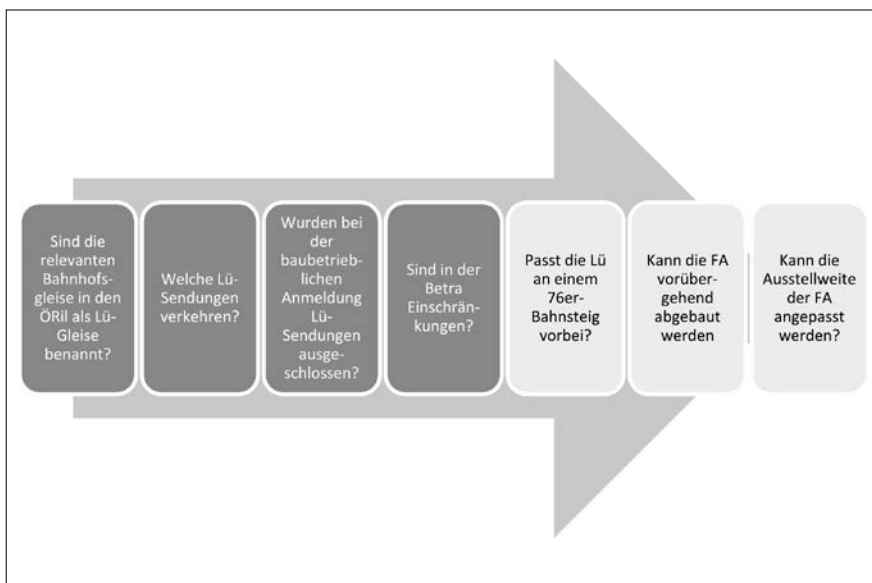 Sind die
relevanten
Bahnhofs-
gleise in den
ÖRil als Lü-
Gleise
benannt?
Welche Lü-
Sendungen
verkehren?
Wurden bei
der
baubetrieb-
lichen
Anmeldung
Lü-
Sendungen
ausge-
schlossen?
Sind in der
Betra
Einschrän-
kungen?
Passt die Lü
an einem
76er-
Bahnsteig
vorbei?
Kann die FA
vorüber-
gehend
abgebaut
werden
Kann die
Ausstellweite
der FA
angepasst
werden?